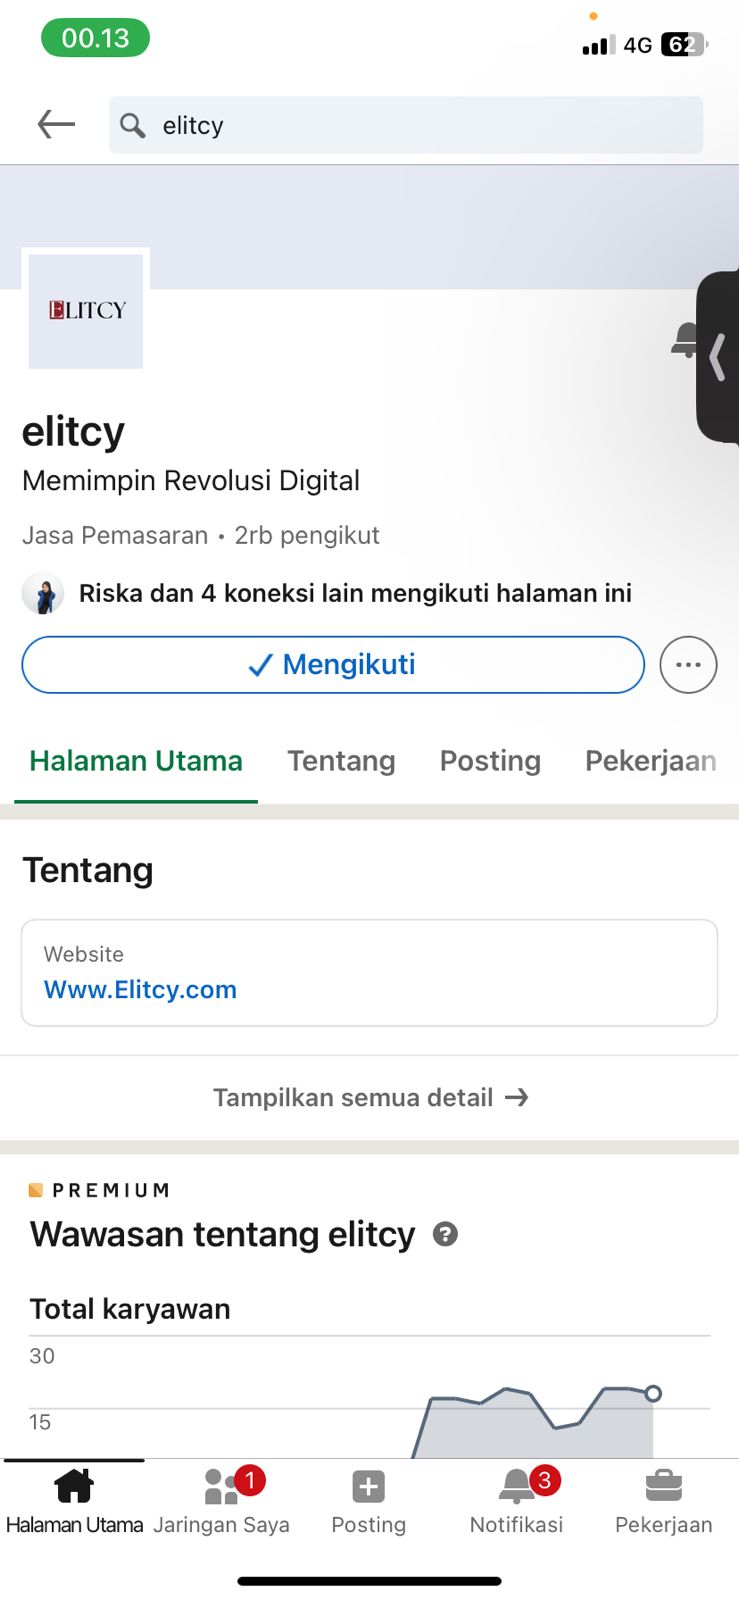 00.13
4G 62
elitcy
ELITCY
elitcy
Memimpin Revolusi Digital
Jasa Pemasaran • 2rb pengikut
Riska dan 4 koneksi lain mengikuti halaman ini
Mengikuti
Halaman Utama Tentang Posting Pekerjaan
Tentang
Website
Www.Elitcy.com
Tampilkan semua detail →
PREMIUM
Wawasan tentang elitcy ?
Total karyawan
30
15
1 3
Halaman Utama Jaringan Saya Posting Notifikasi Pekerjaan